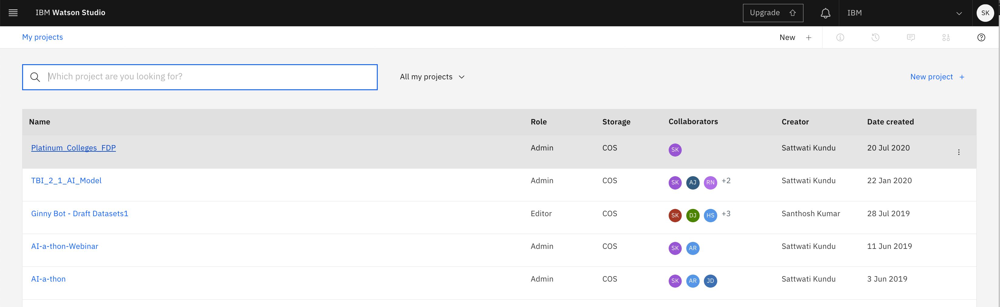 IBM Watson Studio Upgrade IBM SK
My projects New +
Which project are you looking for? All my projects New project +
Name Role Storage Collaborators Creator Date created
Platinum_Colleges_FDP Admin COS SK Sattwati Kundu 20 Jul 2020
TBI_2_1_AI_Model Admin COS SK AJ RN +2 Sattwati Kundu 22 Jan 2020
Ginny Bot - Draft Datasets1 Editor COS SK DJ HS +3 Santhosh Kumar 28 Jul 2019
AI-a-thon-Webinar Admin COS SK AR Sattwati Kundu 11 Jun 2019
AI-a-thon Admin COS SK AR JD Sattwati Kundu 3 Jun 2019